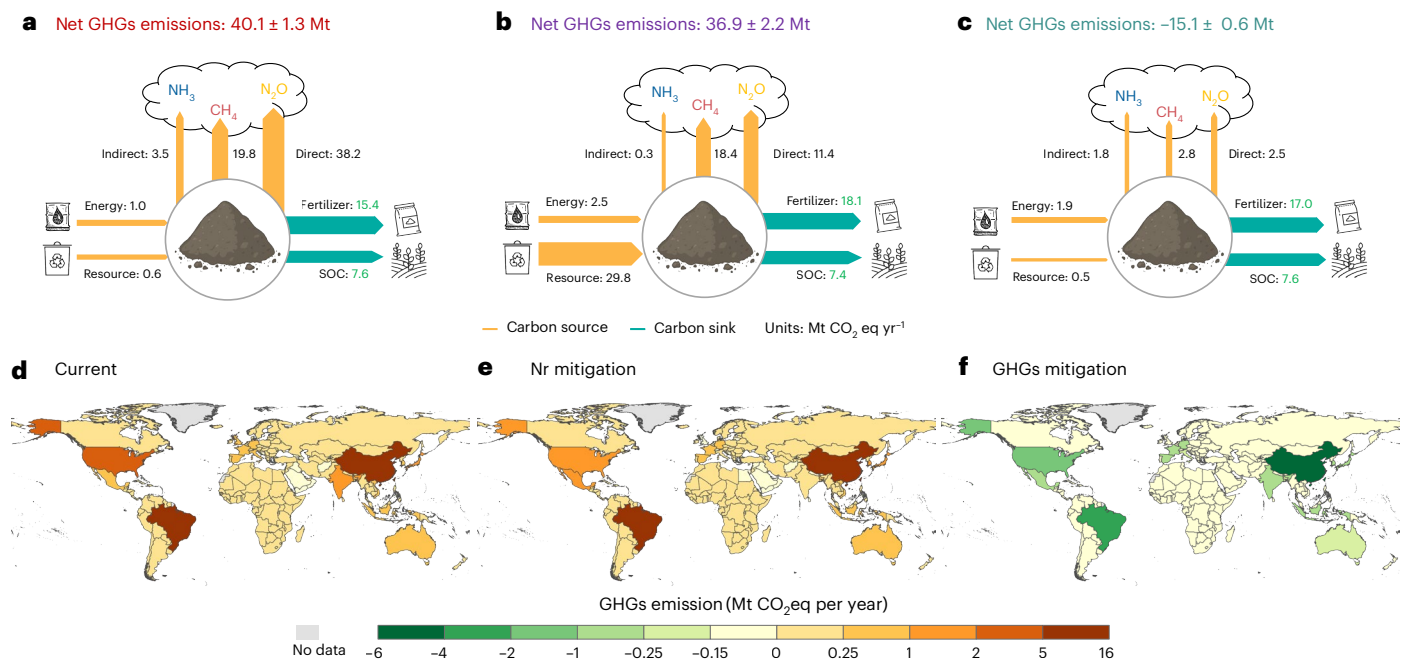 a Net GHGs emissions: 40.1 ± 1.3 Mt
NH3
CH4
N2O
Indirect: 3.5
19.8
Direct: 38.2
Energy: 1.0
Fertilizer: 15.4
Resource: 0.6
SOC: 7.6
b Net GHGs emissions: 36.9 ± 2.2 Mt
NH3
CH4
N2O
Indirect: 0.3
18.4
Direct: 11.4
Energy: 2.5
Fertilizer: 18.1
Resource: 29.8
SOC: 7.4
c Net GHGs emissions: –15.1 ± 0.6 Mt
NH3
CH4
N2O
Indirect: 1.8
2.8
Direct: 2.5
Energy: 1.9
Fertilizer: 17.0
Resource: 0.5
SOC: 7.6
Carbon source Carbon sink Units: Mt CO2 eq yr–1
d Current
e Nr mitigation
f GHGs mitigation
GHGs emission (Mt CO2eq per year)
No data
–6 –4 –2 –1 –0.25 –0.15 0 0.25 1 2 5 16